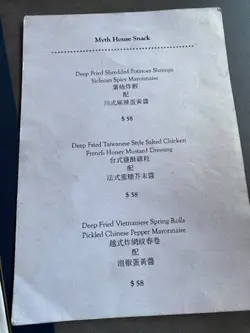 Myth House Snack
Deep Fried Shredded Potatoes Shrimps
Sichuan Spicy Mayonnaise
薯絲炸蝦
配
川式麻辣蛋黃醬
$ 58
Deep Fried Taiwanese Style Salted Chicken
French Honey Mustard Dressing
台式鹽酥雞粒
配
法式蜜糖芥末醬
$ 58
Deep Fried Vietnamese Spring Rolls
Pickled Chinese Pepper Mayonnaise
越式炸網紋春卷
配
泡椒蛋黃醬
$ 58